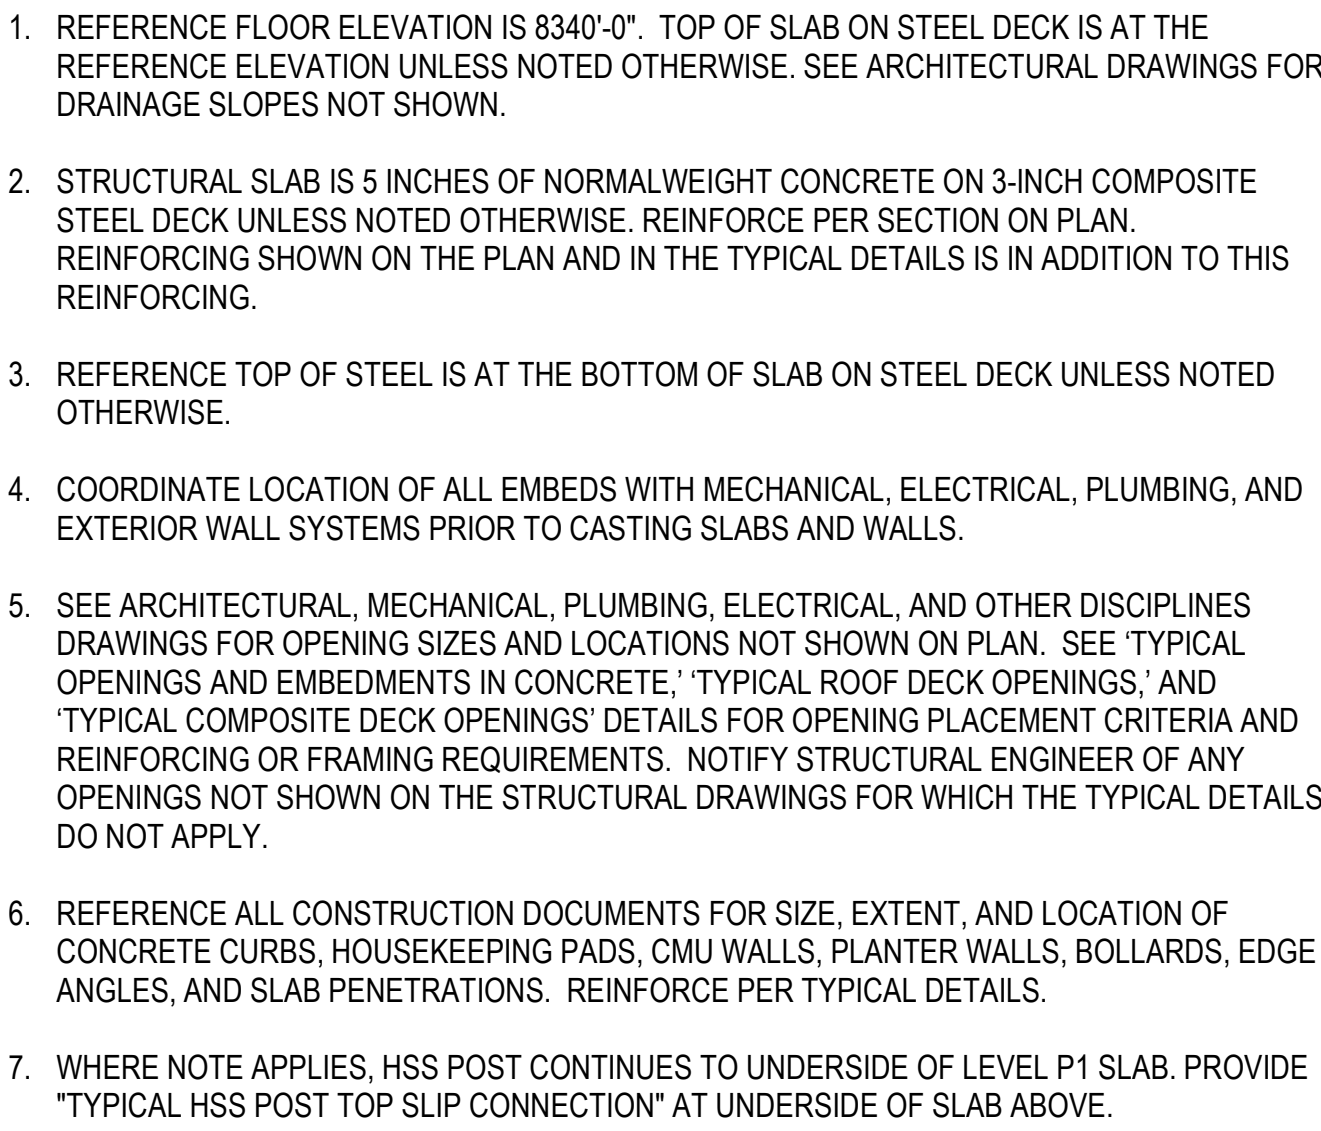 1. REFERENCE FLOOR ELEVATION IS 8340'-0". TOP OF SLAB ON STEEL DECK IS AT THE
REFERENCE ELEVATION UNLESS NOTED OTHERWISE. SEE ARCHITECTURAL DRAWINGS FOR
DRAINAGE SLOPES NOT SHOWN.
2. STRUCTURAL SLAB IS 5 INCHES OF NORMALWEIGHT CONCRETE ON 3-INCH COMPOSITE
STEEL DECK UNLESS NOTED OTHERWISE. REINFORCE PER SECTION ON PLAN.
REINFORCING SHOWN ON THE PLAN AND IN THE TYPICAL DETAILS IS IN ADDITION TO THIS
REINFORCING.
3. REFERENCE TOP OF STEEL IS AT THE BOTTOM OF SLAB ON STEEL DECK UNLESS NOTED
OTHERWISE.
4. COORDINATE LOCATION OF ALL EMBEDS WITH MECHANICAL, ELECTRICAL, PLUMBING, AND
EXTERIOR WALL SYSTEMS PRIOR TO CASTING SLABS AND WALLS.
5. SEE ARCHITECTURAL, MECHANICAL, PLUMBING, ELECTRICAL, AND OTHER DISCIPLINES
DRAWINGS FOR OPENING SIZES AND LOCATIONS NOT SHOWN ON PLAN. SEE ‘TYPICAL
OPENINGS AND EMBEDMENTS IN CONCRETE,’ ‘TYPICAL ROOF DECK OPENINGS,’ AND
‘TYPICAL COMPOSITE DECK OPENINGS’ DETAILS FOR OPENING PLACEMENT CRITERIA AND
REINFORCING OR FRAMING REQUIREMENTS. NOTIFY STRUCTURAL ENGINEER OF ANY
OPENINGS NOT SHOWN ON THE STRUCTURAL DRAWINGS FOR WHICH THE TYPICAL DETAILS
DO NOT APPLY.
6. REFERENCE ALL CONSTRUCTION DOCUMENTS FOR SIZE, EXTENT, AND LOCATION OF
CONCRETE CURBS, HOUSEKEEPING PADS, CMU WALLS, PLANTER WALLS, BOLLARDS, EDGE
ANGLES, AND SLAB PENETRATIONS. REINFORCE PER TYPICAL DETAILS.
7. WHERE NOTE APPLIES, HSS POST CONTINUES TO UNDERSIDE OF LEVEL P1 SLAB. PROVIDE
"TYPICAL HSS POST TOP SLIP CONNECTION" AT UNDERSIDE OF SLAB ABOVE.